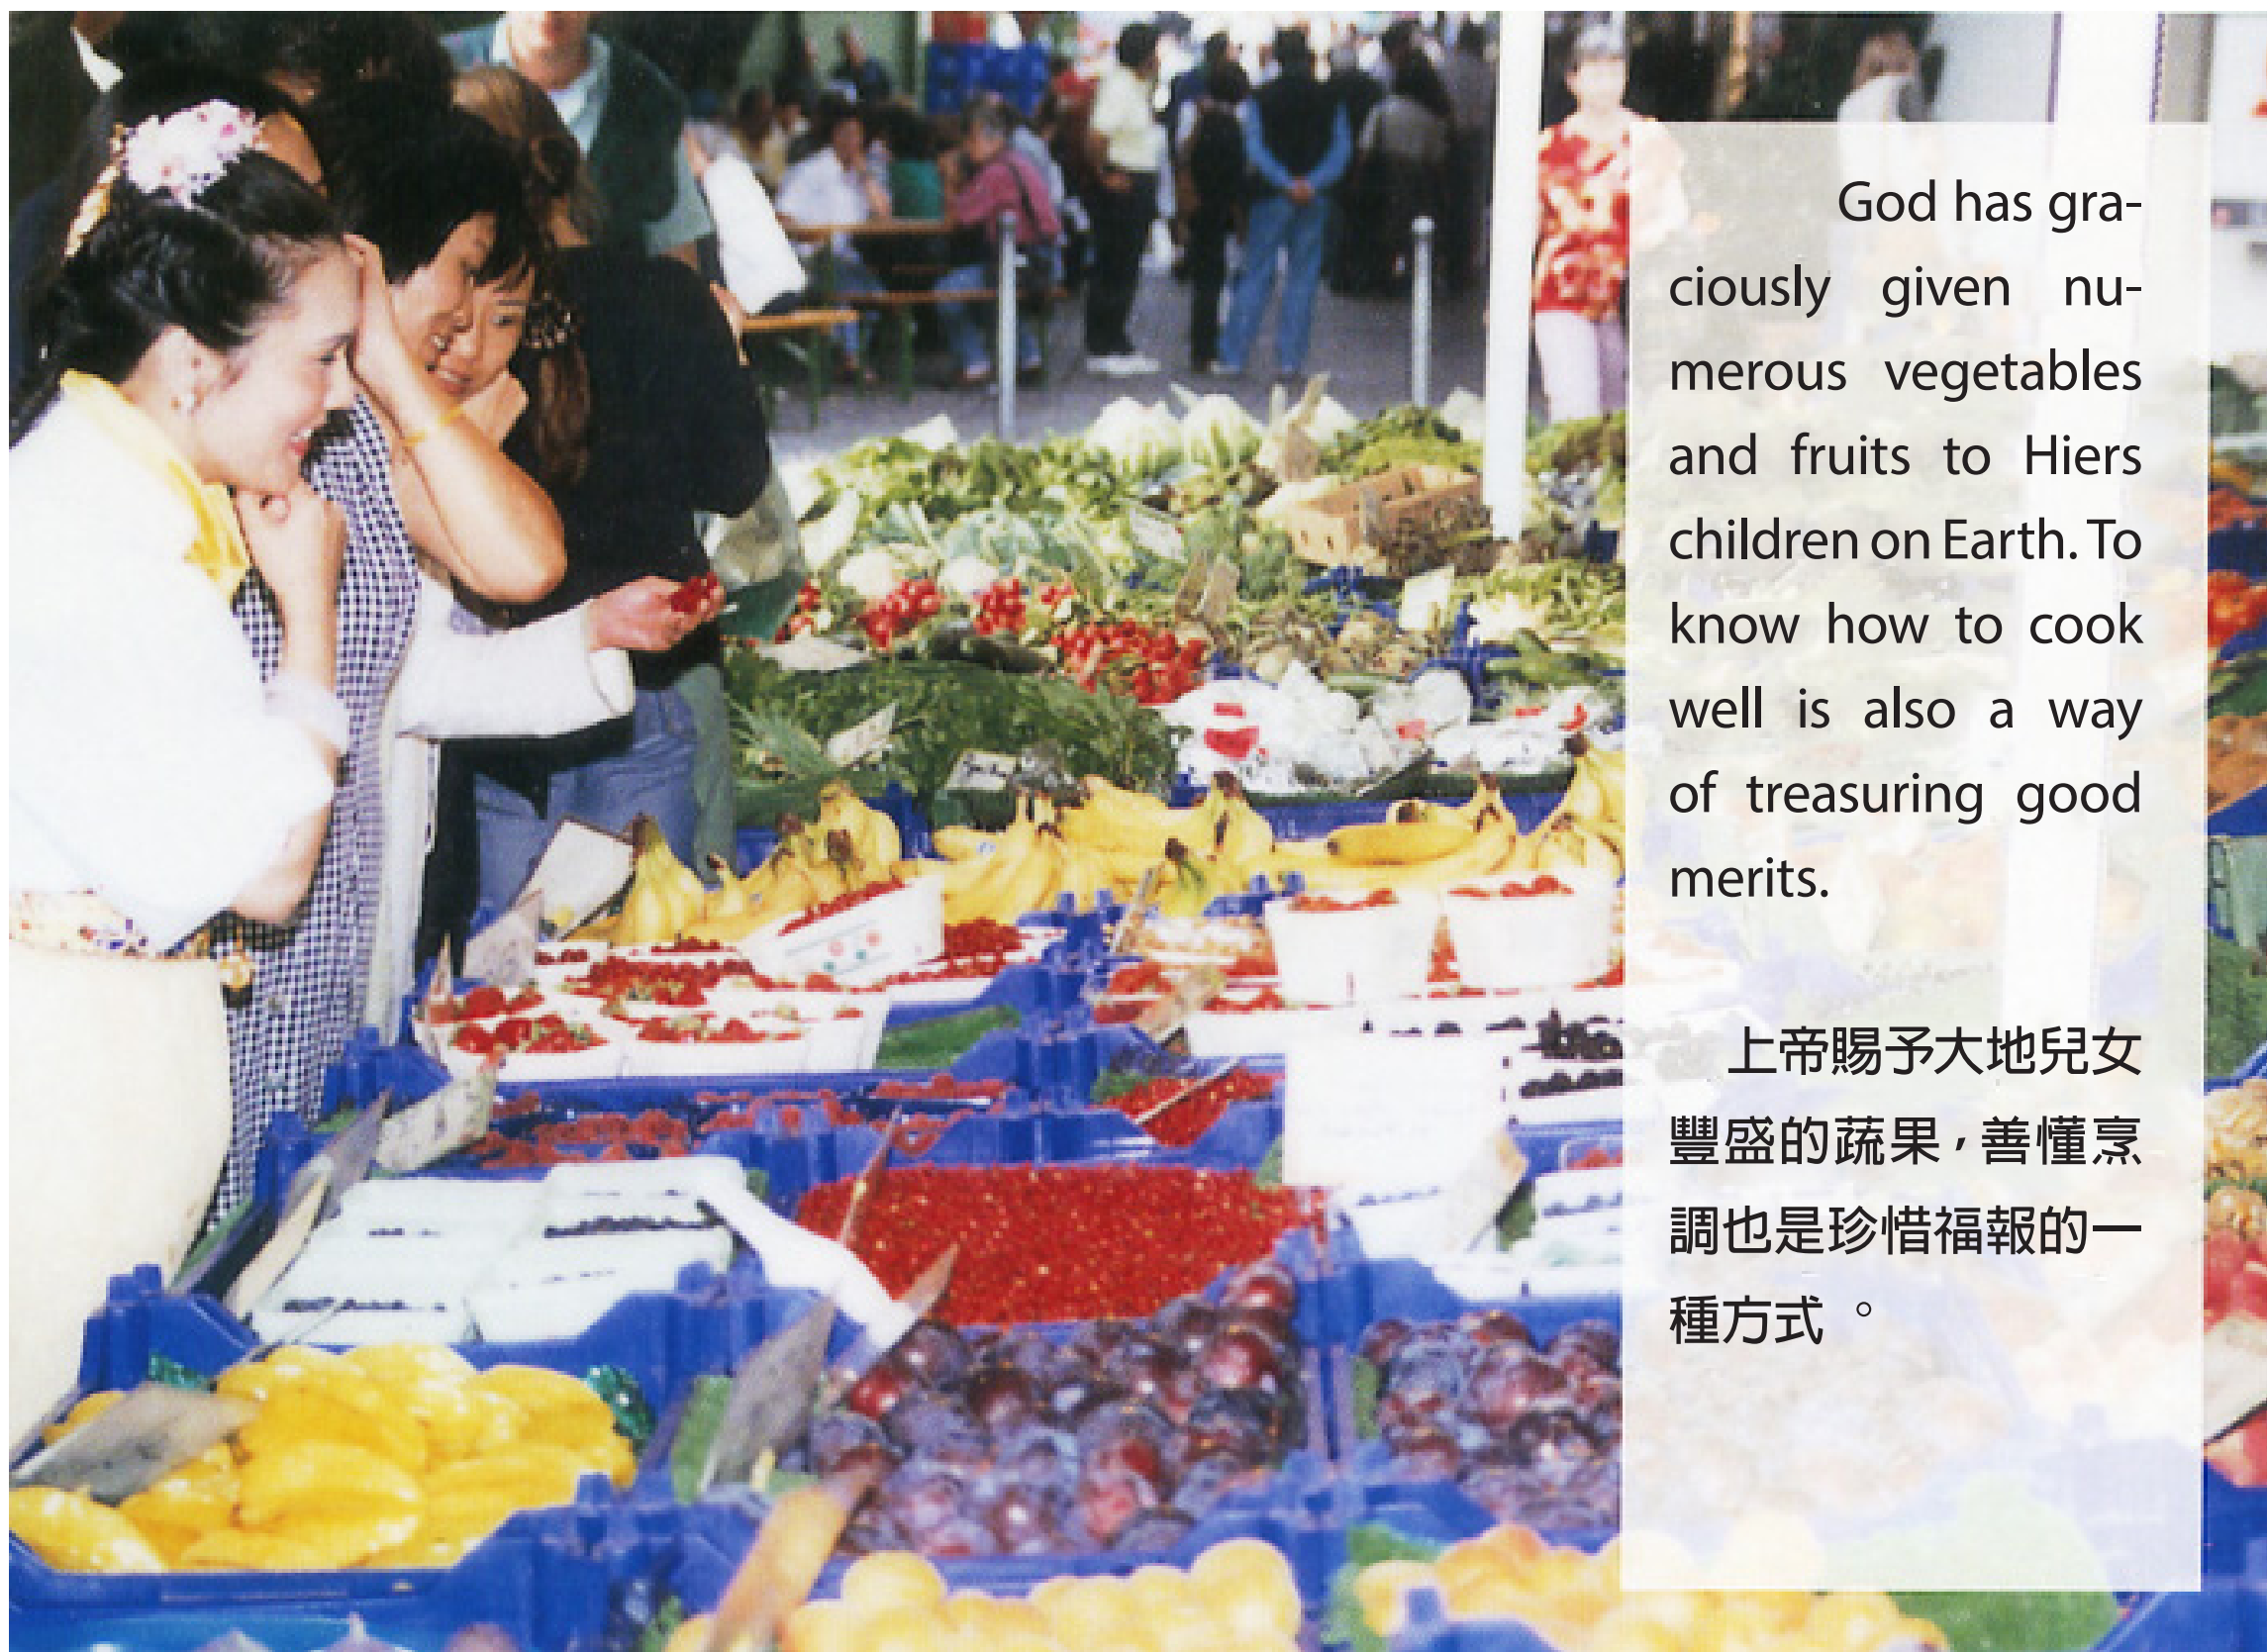 God has gra-
ciously given nu-
merous vegetables
and fruits to Hiers
children on Earth. To
know how to cook
well is also a way
of treasuring good
merits.
上帝賜予大地兒女
豐盛的蔬果，善懂烹
調也是珍惜福報的一
種方式。